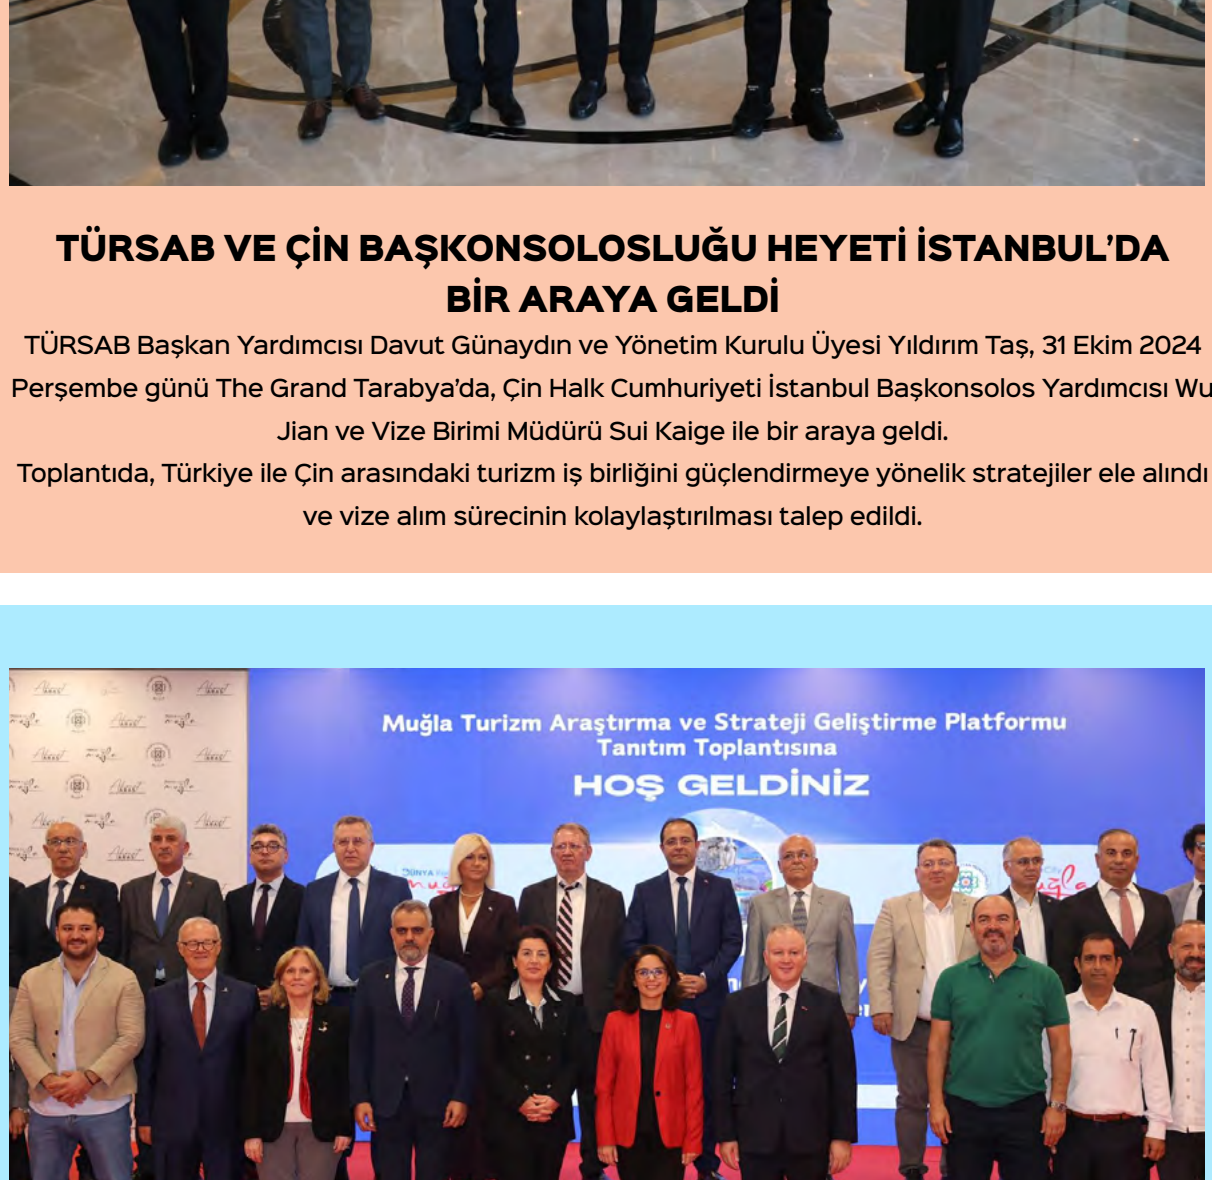 TÜRSAB VE ÇİN BAŞKONSOLOSLUĞU HEYETİ İSTANBUL’DA
BİR ARAYA GELDİ
TÜRSAB Başkan Yardımcısı Davut Günaydın ve Yönetim Kurulu Üyesi Yıldırım Taş, 31 Ekim 2024
Perşembe günü The Grand Tarabya’da, Çin Halk Cumhuriyeti İstanbul Başkonsolos Yardımcısı Wu
Jian ve Vize Birimi Müdürü Sui Kaige ile bir araya geldi.
Toplantıda, Türkiye ile Çin arasındaki turizm iş birliğini güçlendirmeye yönelik stratejiler ele alındı
ve vize alım sürecinin kolaylaştırılması talep edildi.
Muğla Turizm Araştırma ve Strateji Geliştirme Platformu
Tanıtım Toplantısına
HOŞ GELDİNİZ
DÜNYA